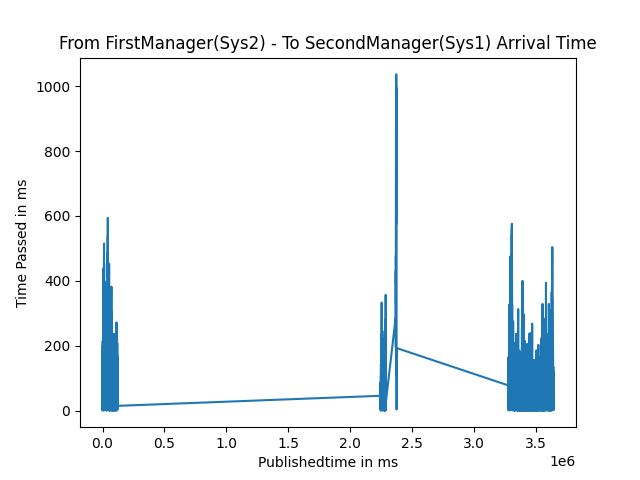 From FirstManager(Sys2) - To SecondManager(Sys1) Arrival Time
1000
800
600
400
200
0
Time Passed in ms
0.0 0.5 1.0 1.5 2.0 2.5 3.0 3.5
1e6
Publishedtime in ms